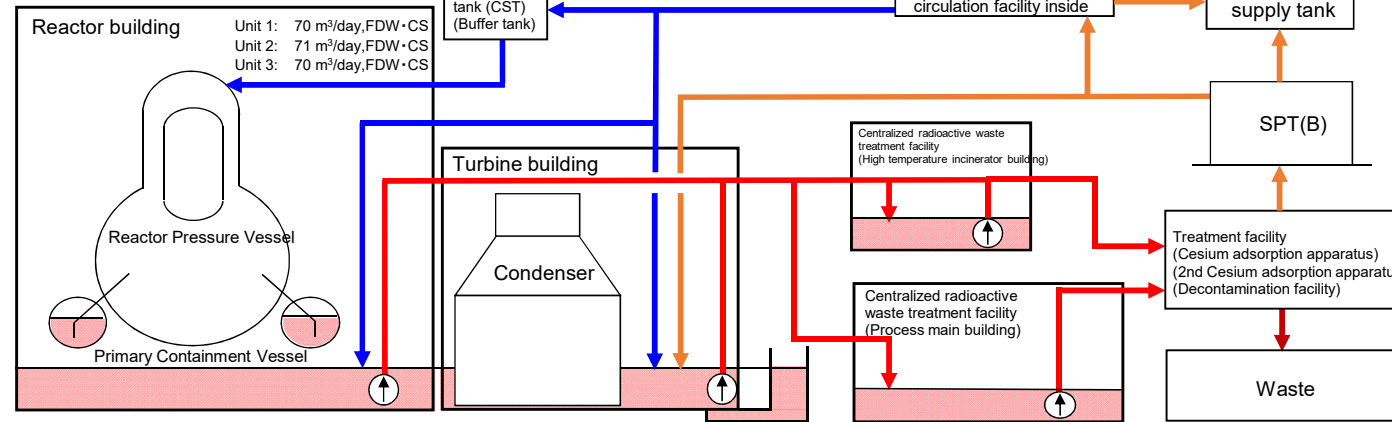 tank (CST)
(Buffer tank)
circulation facility inside
supply tank
Reactor building
Unit 1: 70 m³/day,FDW・CS
Unit 2: 71 m³/day,FDW・CS
Unit 3: 70 m³/day,FDW・CS
SPT(B)
Centralized radioactive waste
treatment facility
(High temperature incinerator building)
Turbine building
Reactor Pressure Vessel
Condenser
Treatment facility
(Cesium adsorption apparatus)
(2nd Cesium adsorption apparatu
(Decontamination facility)
Centralized radioactive
waste treatment facility
(Process main building)
Primary Containment Vessel
Waste